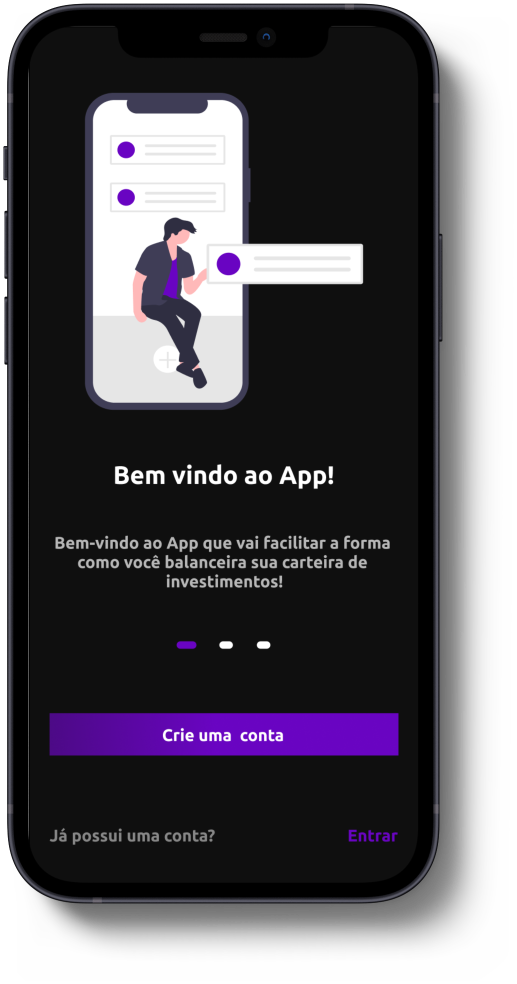 Bem vindo ao App!
Bem-vindo ao App que vai facilitar a forma
como você balanceira sua carteira de
investimentos!
Crie uma  conta
Já possui uma conta?
Entrar